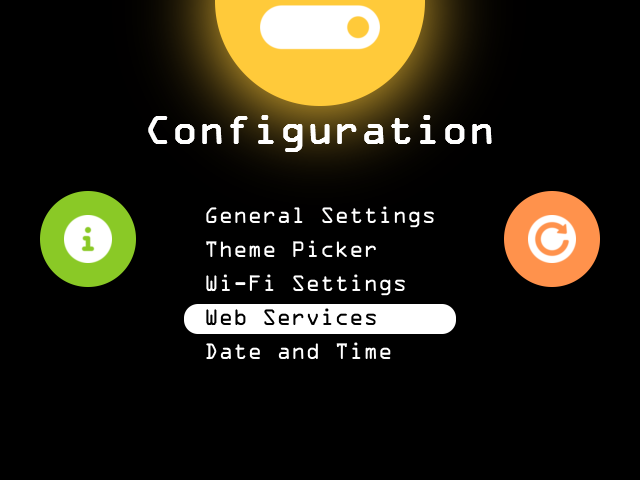 Configuration
General Settings
Theme Picker
Wi-Fi Settings
Web Services
Date and Time